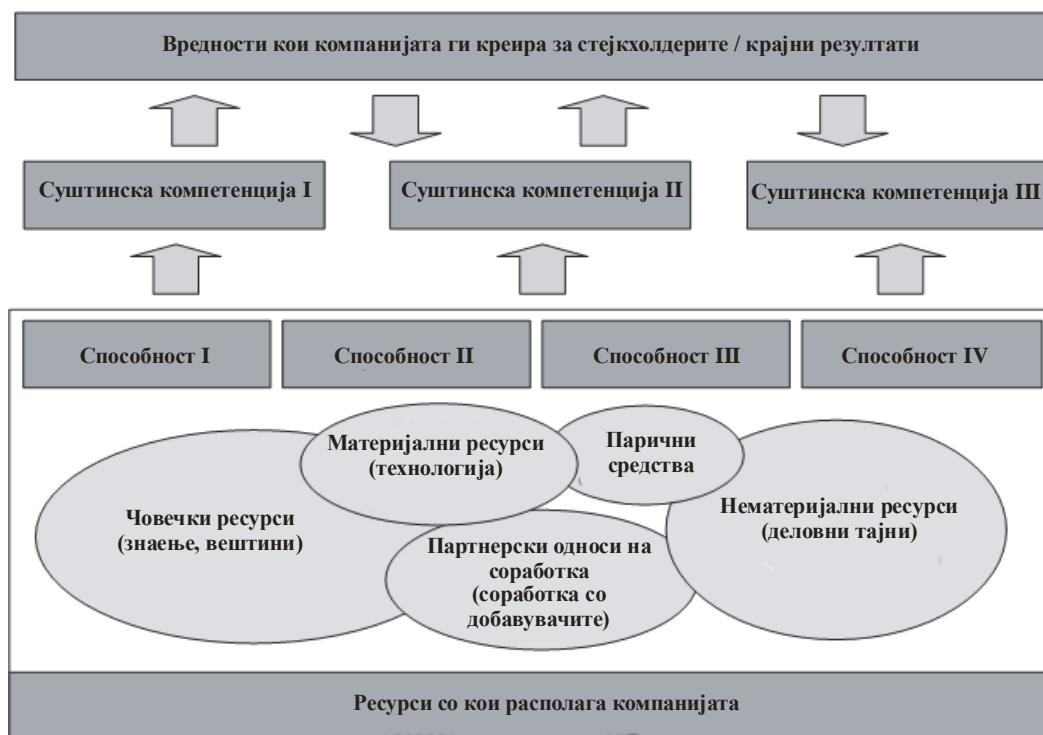 Вредности кои компанијата ги креира за стејкхолдерите / крајни резултати
Суштинска компетенција I
Суштинска компетенција II
Суштинска компетенција III
Способност I
Способност II
Способност III
Способност IV
Материјални ресурси
(технологија)
Парични
средства
Човечки ресурси
(знаење, вештини)
Нематеријални ресурси
(деловни тајни)
Партнерски односи на
соработка
(соработка со
добавувачите)
Ресурси со кои располага компанијата